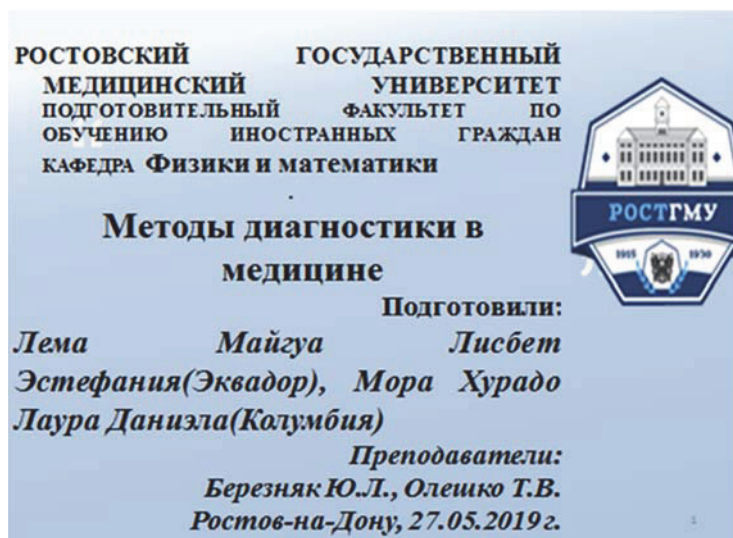 РОСТОВСКИЙ ГОСУДАРСТВЕННЫЙ
МЕДИЦИНСКИЙ УНИВЕРСИТЕТ
ПОДГОТОВИТЕЛЬНЫЙ ФАКУЛЬТЕТ ПО
ОБУЧЕНИЮ ИНОСТРАННЫХ ГРАЖДАН
КАФЕДРА Физики и математики
.
Методы диагностики в
медицине
Подготовили:
Лема Майгуа Лисбет
Эстефания(Эквадор), Мора Хурадо
Лаура Даниэла(Колумбия)
Преподаватели:
Березняк Ю.Л., Олешко Т.В.
Ростов-на-Дону, 27.05.2019 г.
РОСТГМУ
1915 1930
1